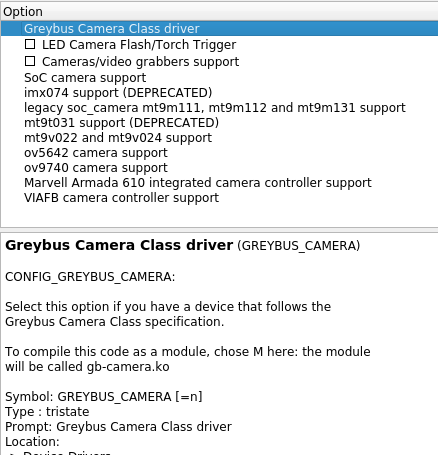 Option
Greybus Camera Class driver
LED Camera Flash/Torch Trigger
Cameras/video grabbers support
SoC camera support
imx074 support (DEPRECATED)
legacy soc_camera mt9m111, mt9m112 and mt9m131 support
mt9t031 support (DEPRECATED)
mt9v022 and mt9v024 support
ov5642 camera support
ov9740 camera support
Marvell Armada 610 integrated camera controller support
VIAFB camera controller support
Greybus Camera Class driver (GREYBUS_CAMERA)
CONFIG_GREYBUS_CAMERA:
Select this option if you have a device that follows the
Greybus Camera Class specification.
To compile this code as a module, chose M here: the module
will be called gb-camera.ko
Symbol: GREYBUS_CAMERA [=n]
Type : tristate
Prompt: Greybus Camera Class driver
Location:
-> Device Drivers